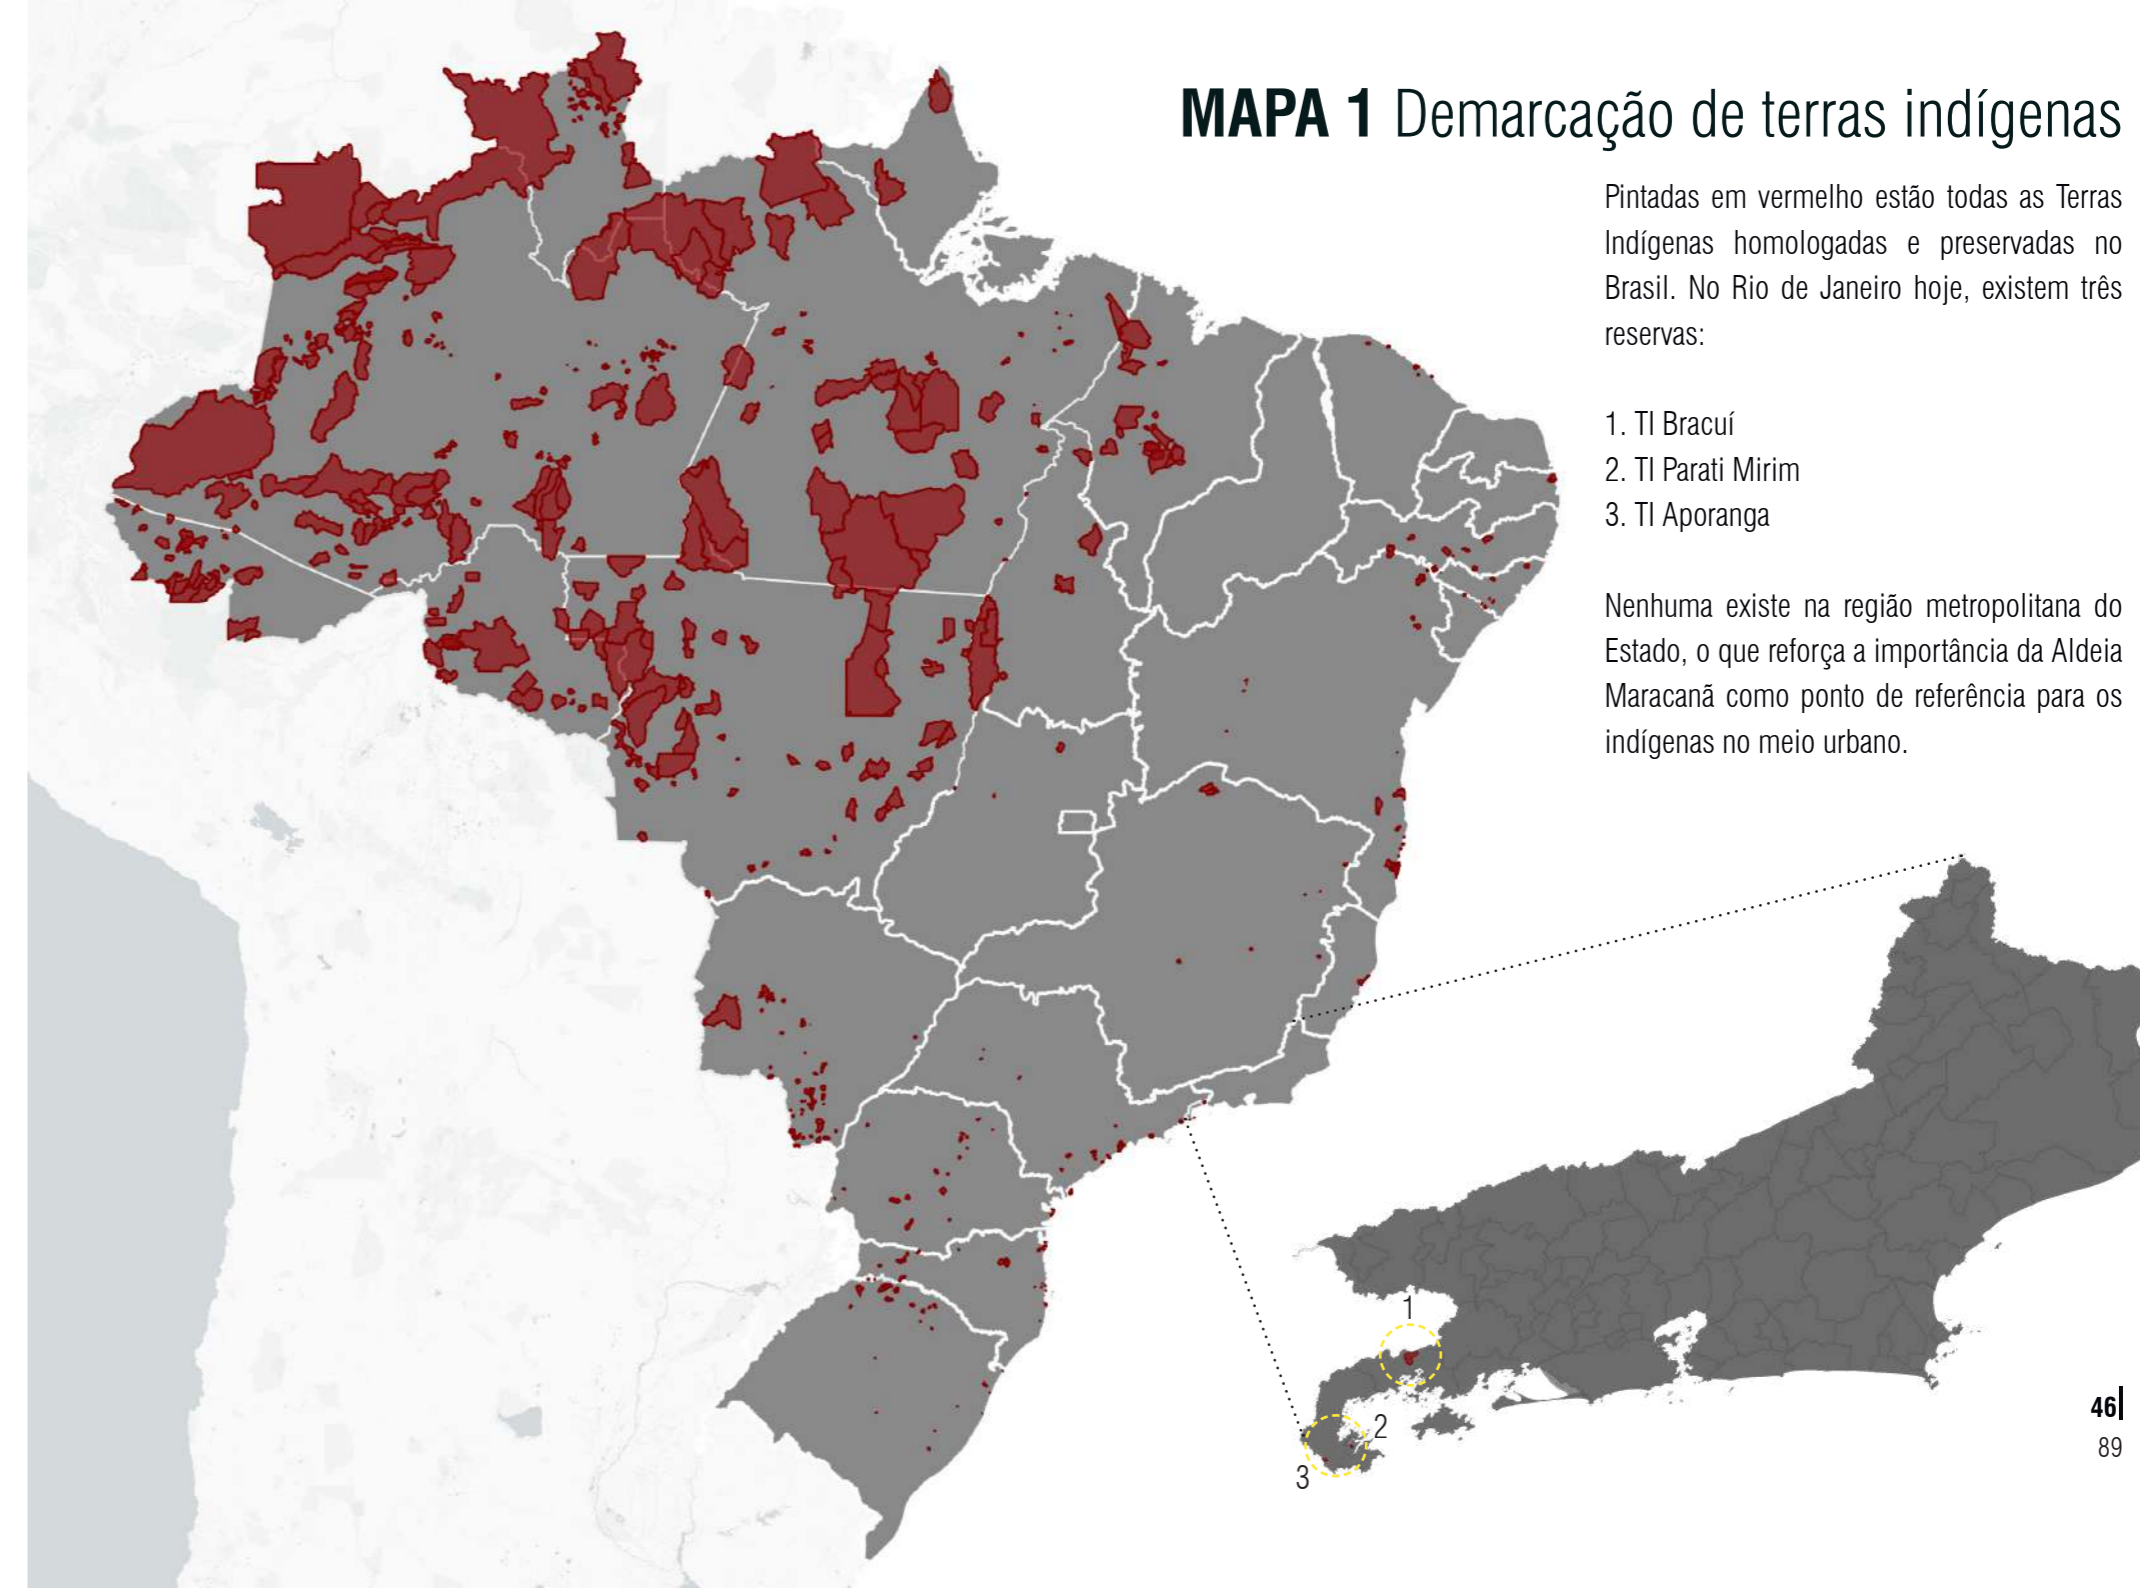 MAPA 1 Demarcação de terras indígenas
Pintadas em vermelho estão todas as Terras
Indígenas homologadas e preservadas no
Brasil. No Rio de Janeiro hoje, existem três
reservas:
1. TI Bracuí
2. TI Parati Mirim
3. TI Aporanga
Nenhuma existe na região metropolitana do
Estado, o que reforça a importância da Aldeia
Maracanã como ponto de referência para os
indígenas no meio urbano.
1
2
3
46
89